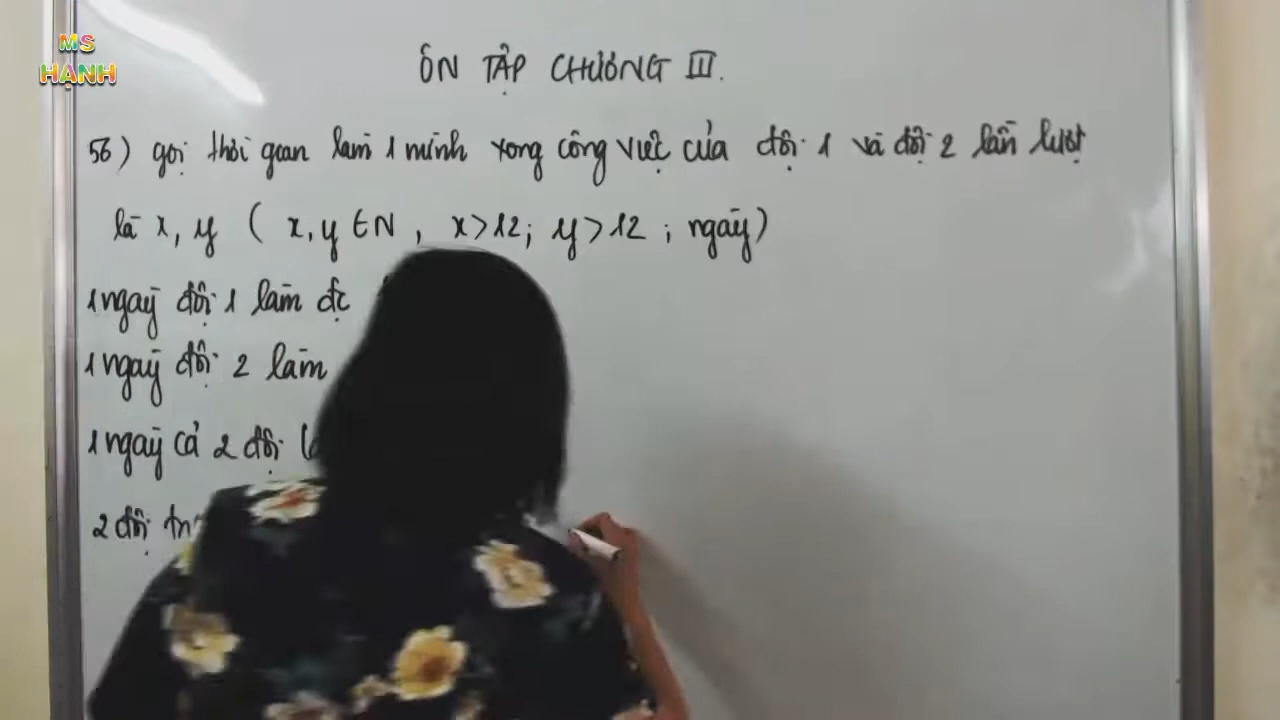 MS
HẠNH
ÔN TẬP CHƯƠNG III.
56) gọi thời gian làm 1 mình xong công việc của đội 1 và đội 2 lần lượt
là x, y ( x, y ∈ N , x > 12 ; y > 12 ; ngày )
1 ngày đội 1 làm đc
1 ngày đội 2 làm
1 ngày cả 2 đội
2 đội